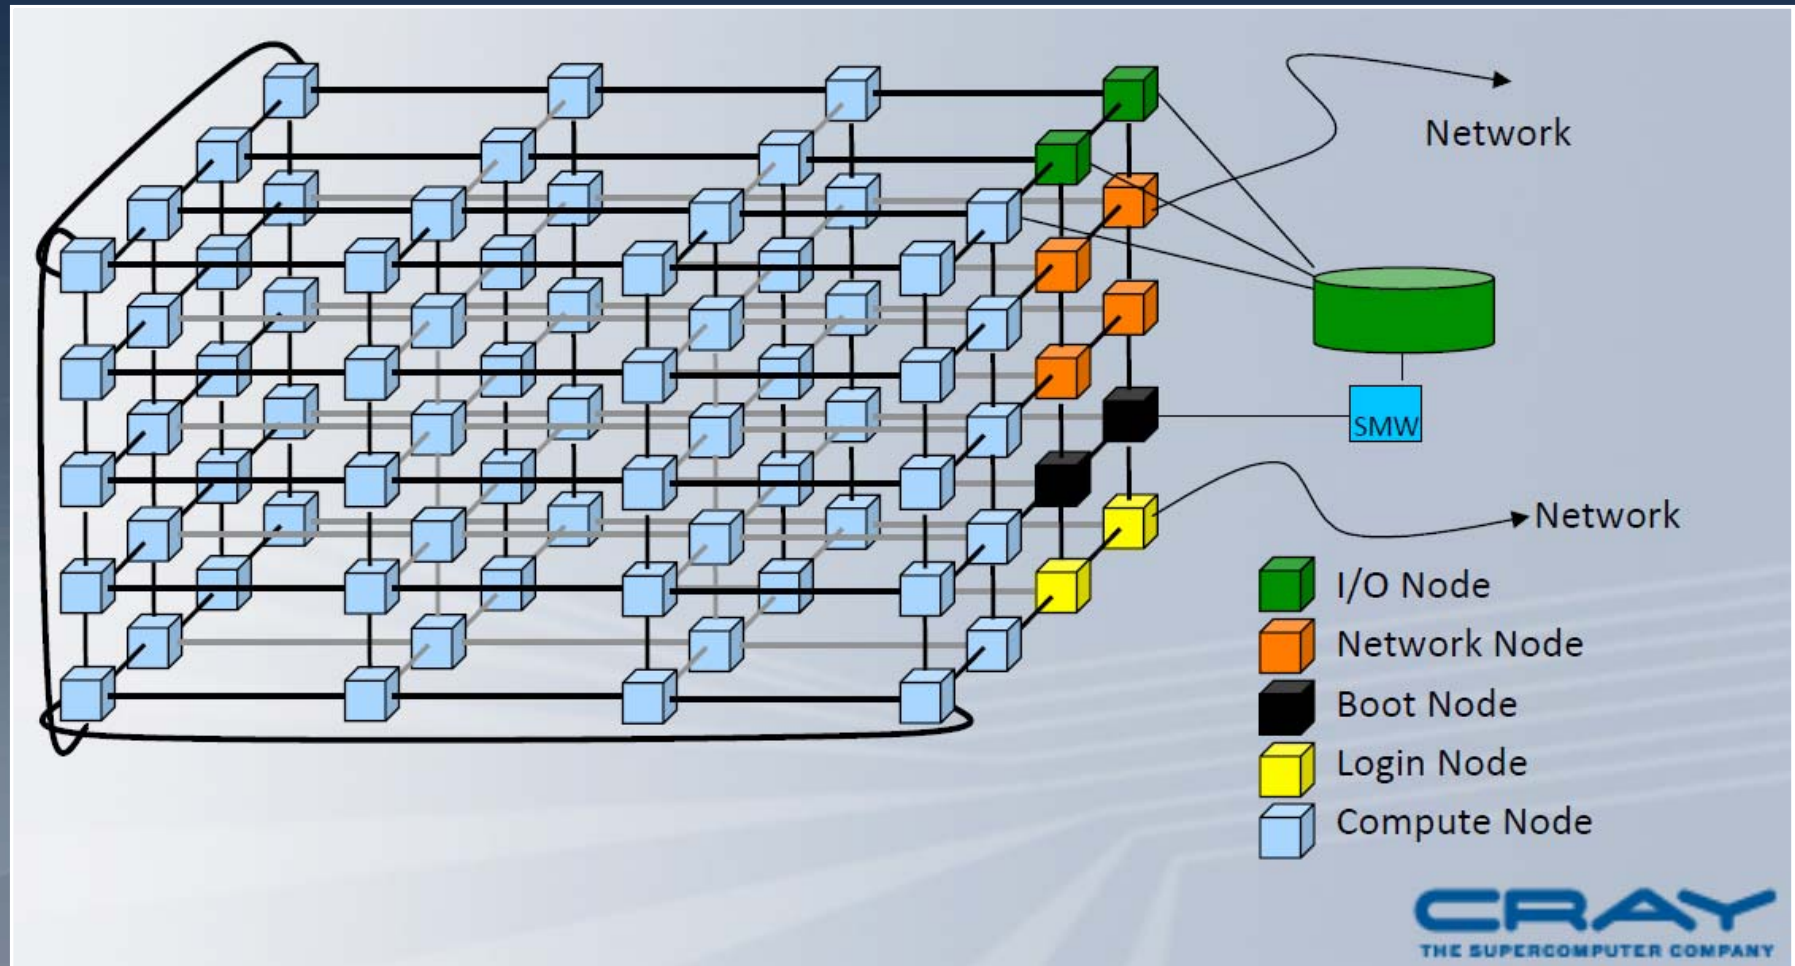 Network
SMW
Network
I/O Node
Network Node
Boot Node
Login Node
Compute Node
CRAY
THE SUPERCOMPUTER COMPANY